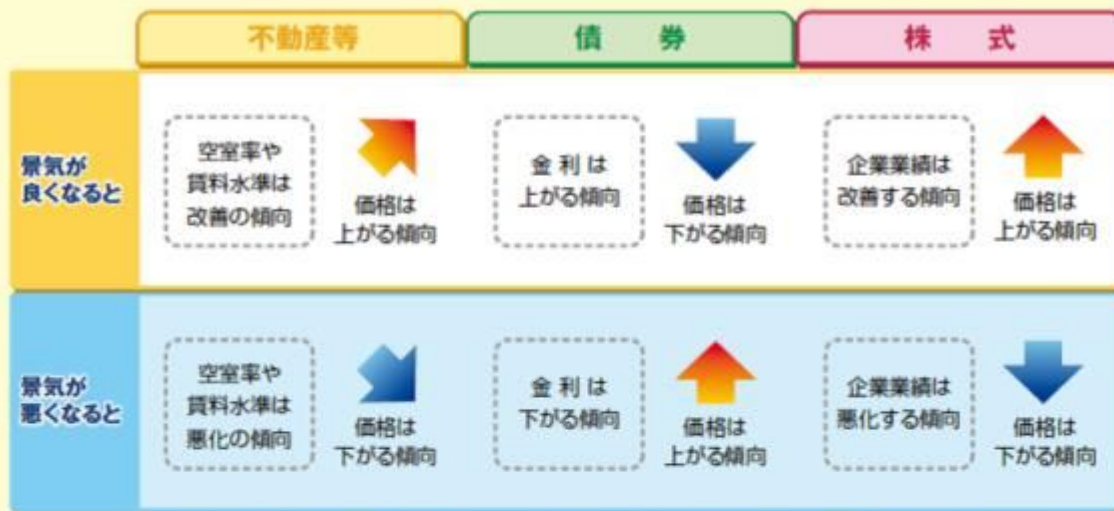 不動産等
債券
株式
景気が
良くなると
空室率や
賃料水準は
改善の傾向
価格は
上がる傾向
金利は
上がる傾向
価格は
下がる傾向
企業業績は
改善する傾向
価格は
上がる傾向
景気が
悪くなると
空室率や
賃料水準は
悪化の傾向
価格は
下がる傾向
金利は
下がる傾向
価格は
上がる傾向
企業業績は
悪化する傾向
価格は
下がる傾向